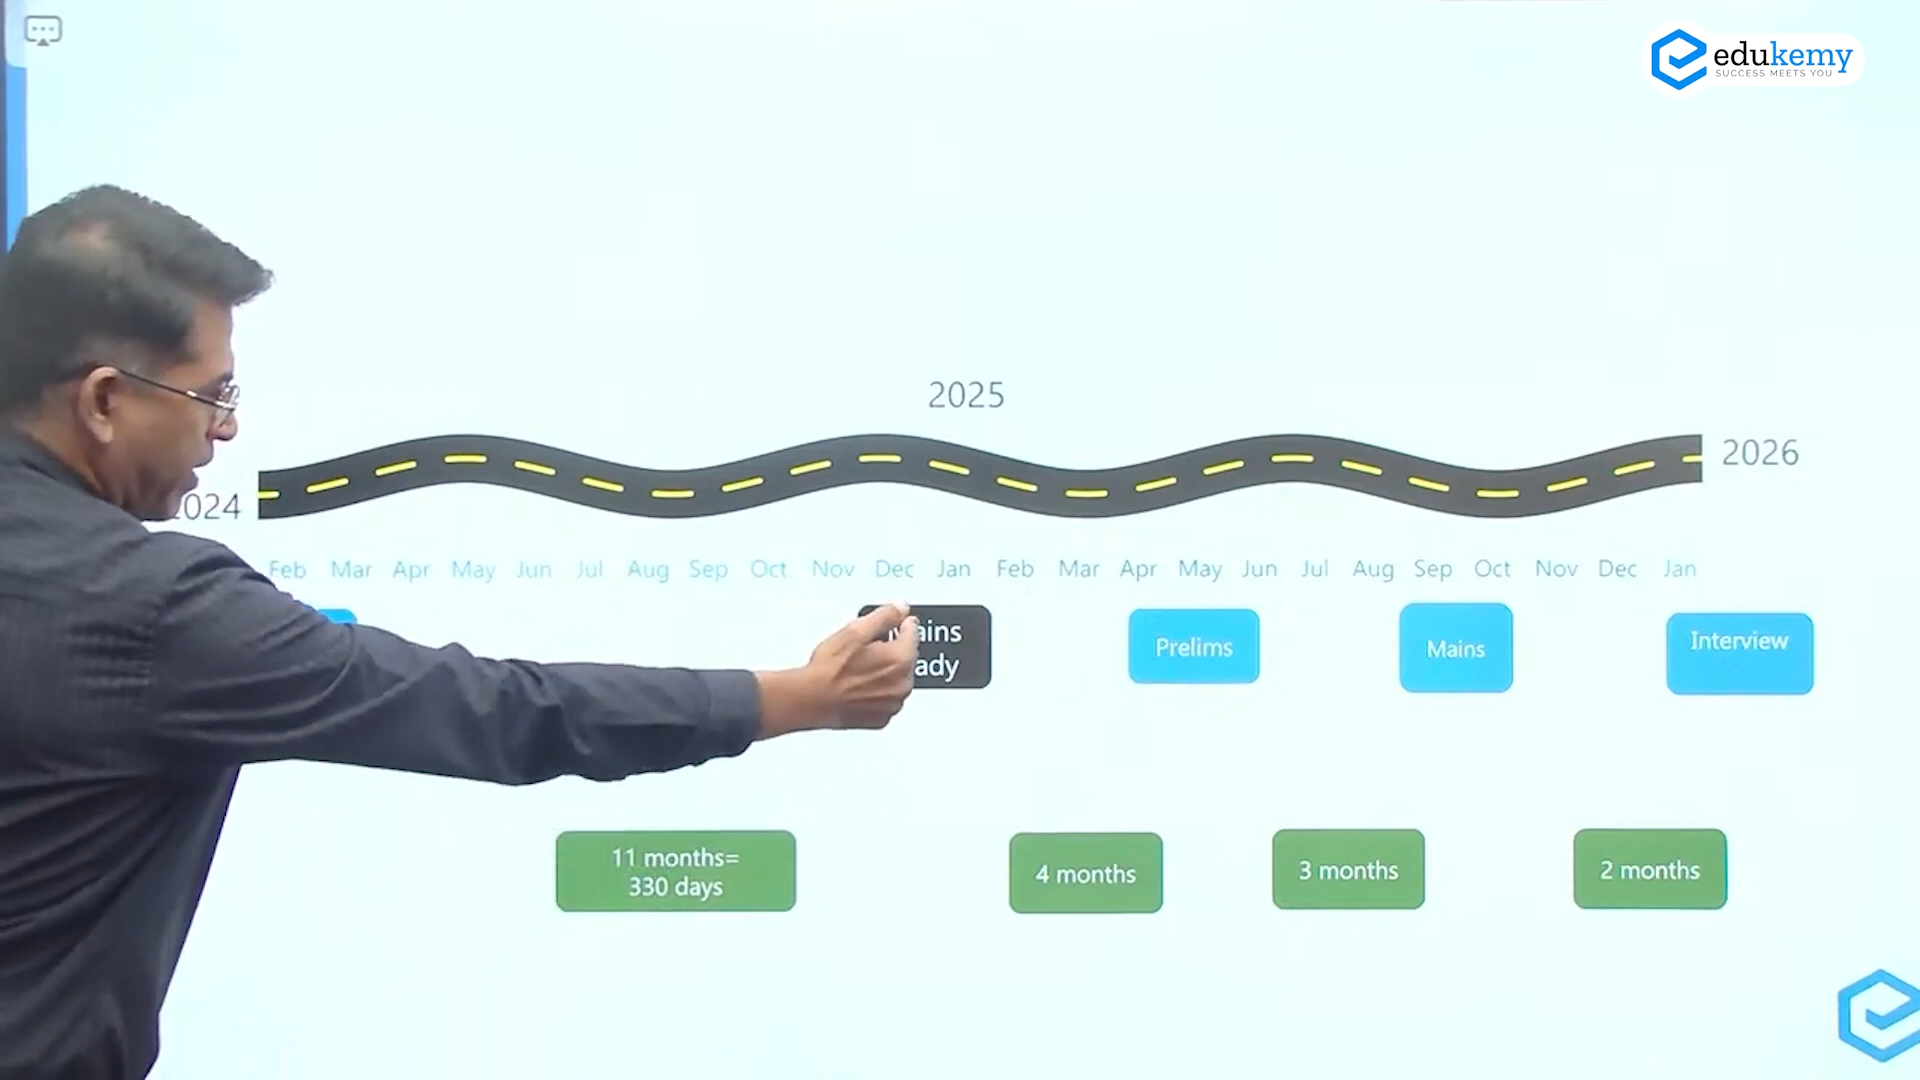 edukemy
SUCCESS MEETS YOU
2025
2026
024
Feb Mar Apr May Jun Jul Aug Sep Oct Nov Dec Jan Feb Mar Apr May Jun Jul Aug Sep Oct Nov Dec Jan
ains
ady
Prelims
Mains
Interview
11 months=
330 days
4 months
3 months
2 months